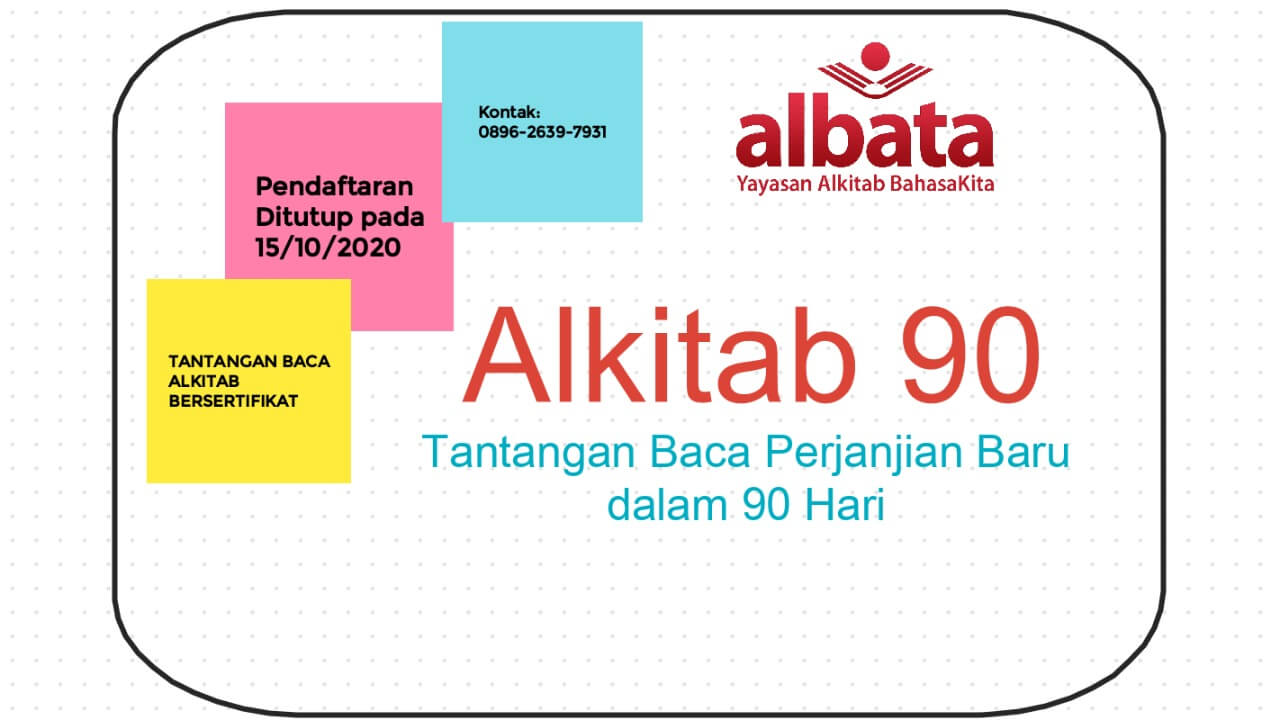 Kontak:
0896-2639-7931
albata
Yayasan Alkitab BahasaKita
Pendaftaran
Ditutup pada
15/10/2020
TANTANGAN BACA
ALKITAB
BERSERTIFIKAT
Alkitab 90
Tantangan Baca Perjanjian Baru
dalam 90 Hari